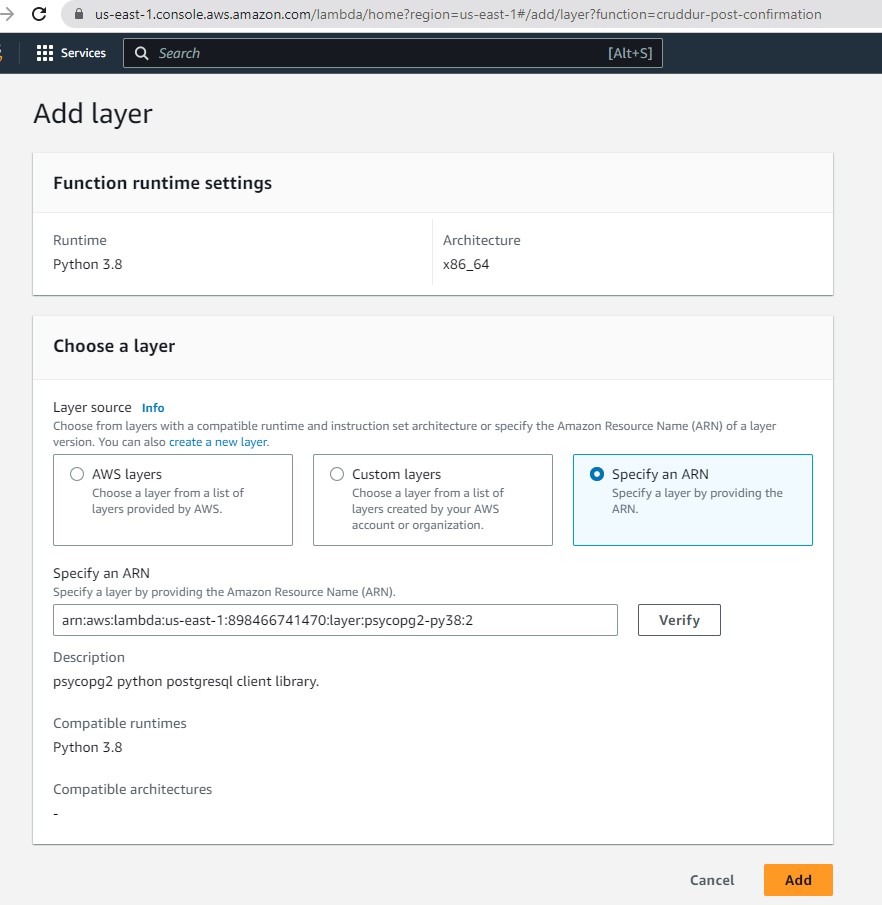 us-east-1.console.aws.amazon.com/lambda/home?region=us-east-1#/add/layer?function=cruddur-post-confirmation
Services
Search
[Alt+S]
Add layer
Function runtime settings
Runtime
Python 3.8
Architecture
x86_64
Choose a layer
Layer source Info
Choose from layers with a compatible runtime and instruction set architecture or specify the Amazon Resource Name (ARN) of a layer
version. You can also create a new layer.
AWS layers
Choose a layer from a list of
layers provided by AWS.
Custom layers
Choose a layer from a list of
layers created by your AWS
account or organization.
Specify an ARN
Specify a layer by providing the
ARN.
Specify an ARN
Specify a layer by providing the Amazon Resource Name (ARN).
arn:aws:lambda:us-east-1:898466741470:layer:psycopg2-py38:2
Verify
Description
psycopg2 python postgresql client library.
Compatible runtimes
Python 3.8
Compatible architectures
-
Cancel
Add